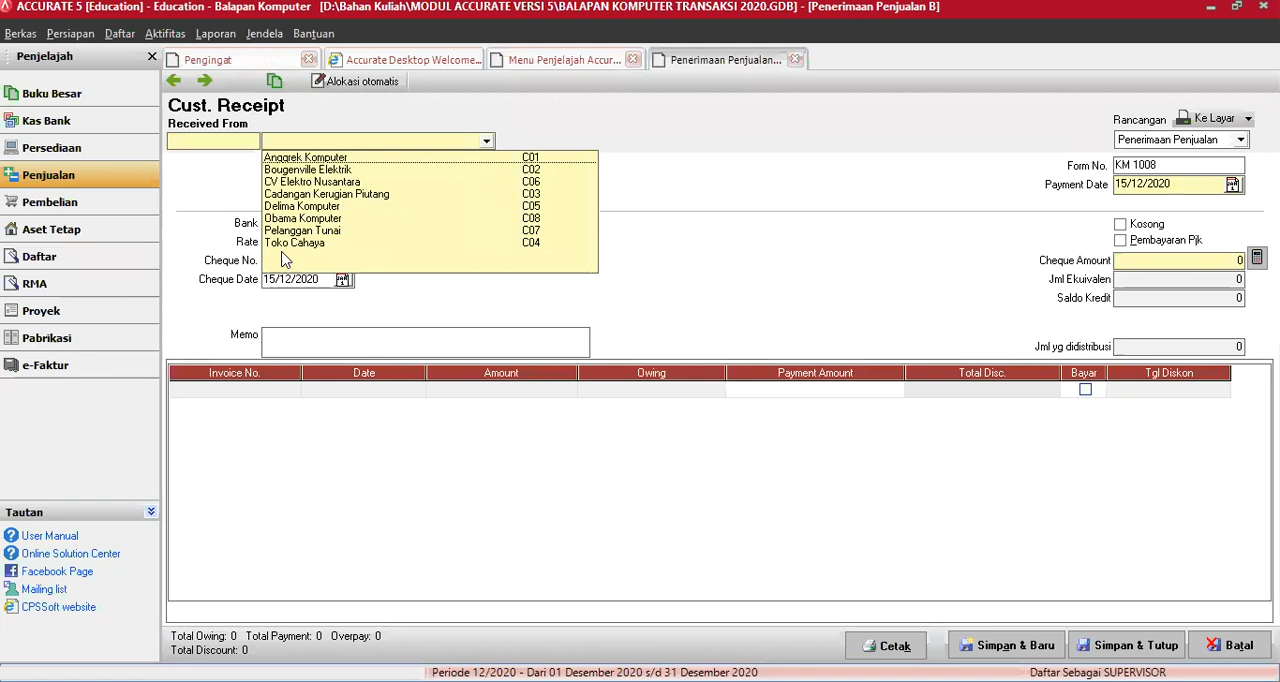 ACCURATE 5 [Education] - Education - Balapan Komputer   [D:\Bahan Kuliah\MODUL ACCURATE VERSI 5\BALAPAN KOMPUTER TRANSAKSI 2020.GDB] - [Penerimaan Penjualan B]
Berkas Persiapan Daftar Aktifitas Laporan Jendela Bantuan
Penjelajah
Pengingat
Accurate Desktop Welcome...
Menu Penjelajah Accur...
Penerimaan Penjualan...
Alokasi otomatis
Buku Besar
Kas Bank
Persediaan
Penjualan
Pembelian
Aset Tetap
Daftar
RMA
Proyek
Pabrikasi
e-Faktur
Tautan
User Manual
Online Solution Center
Facebook Page
Mailing list
CPSSoft website
Cust. Receipt
Received From
Rancangan
Ke Layar
Penerimaan Penjualan
Anggrek Komputer C01
Bougenville Elektrik C02
CV Elektro Nusantara C06
Cadangan Kerugian Piutang C03
Delima Komputer C05
Obama Komputer C08
Pelanggan Tunai C07
Toko Cahaya C04
Form No. KM 1008
Payment Date 15/12/2020
Bank
Rate
Cheque No.
Cheque Date 15/12/2020
Memo
Kosong
Pembayaran Pjk
Cheque Amount 0
Jml Ekuivalen 0
Saldo Kredit 0
Jml yg didistribusi 0
Invoice No. Date Amount Owing Payment Amount Total Disc. Bayar Tgl Diskon
Total Owing: 0 Total Payment: 0 Overpay: 0
Total Discount: 0
Cetak
Simpan & Baru
Simpan & Tutup
Batal
Periode 12/2020 - Dari 01 Desember 2020 s/d 31 Desember 2020
Daftar Sebagai SUPERVISOR